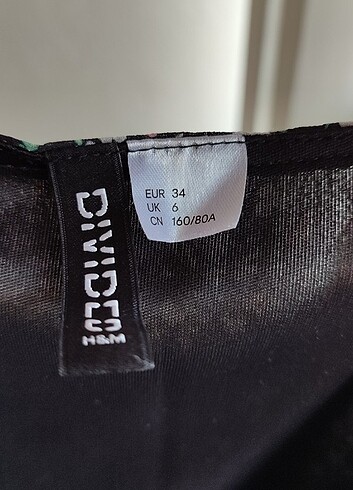 DIVIDED
H&M
EUR 34
UK 6
CN 160/80A